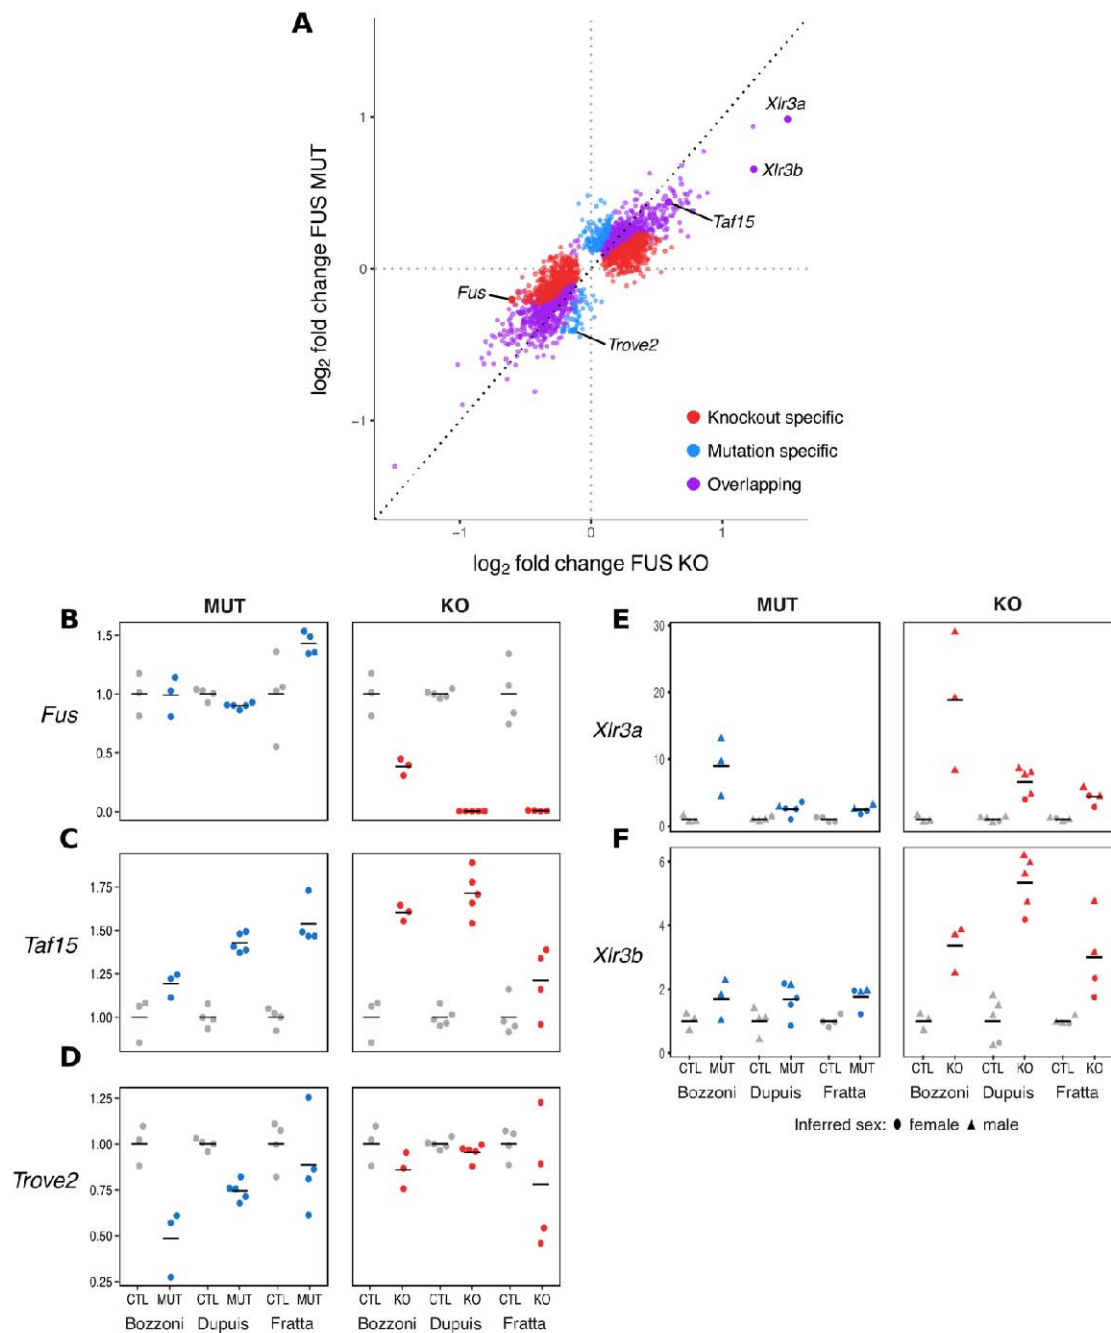 A
log2 fold change FUS MUT
1
0
−1
Xlr3a
Xlr3b
Taf15
Fus
Trove2
Knockout specific
Mutation specific
Overlapping
−1 0 1
log2 fold change FUS KO
B
MUT KO
Fus
1.5
1.0
0.5
0.0
C
Taf15
1.75
1.50
1.25
1.00
D
Trove2
1.25
1.00
0.75
0.50
0.25
CTL MUT CTL MUT CTL MUT CTL KO CTL KO CTL KO
Bozzoni Dupuis Fratta Bozzoni Dupuis Fratta
E
MUT KO
Xlr3a
30
20
10
0
F
Xlr3b
6
4
2
0
CTL MUT CTL MUT CTL MUT CTL KO CTL KO CTL KO
Bozzoni Dupuis Fratta Bozzoni Dupuis Fratta
Inferred sex: female male